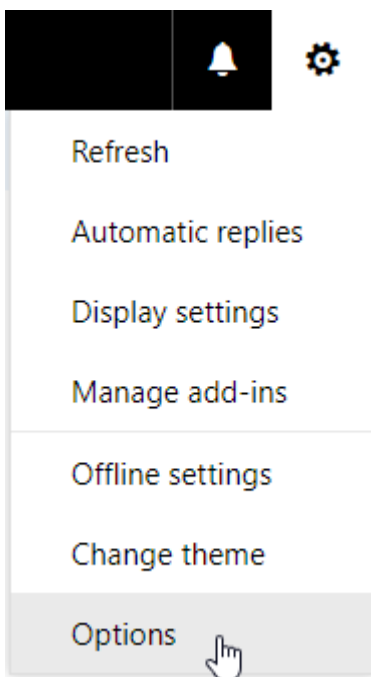 Refresh
Automatic replies
Display settings
Manage add-ins
Offline settings
Change theme
Options